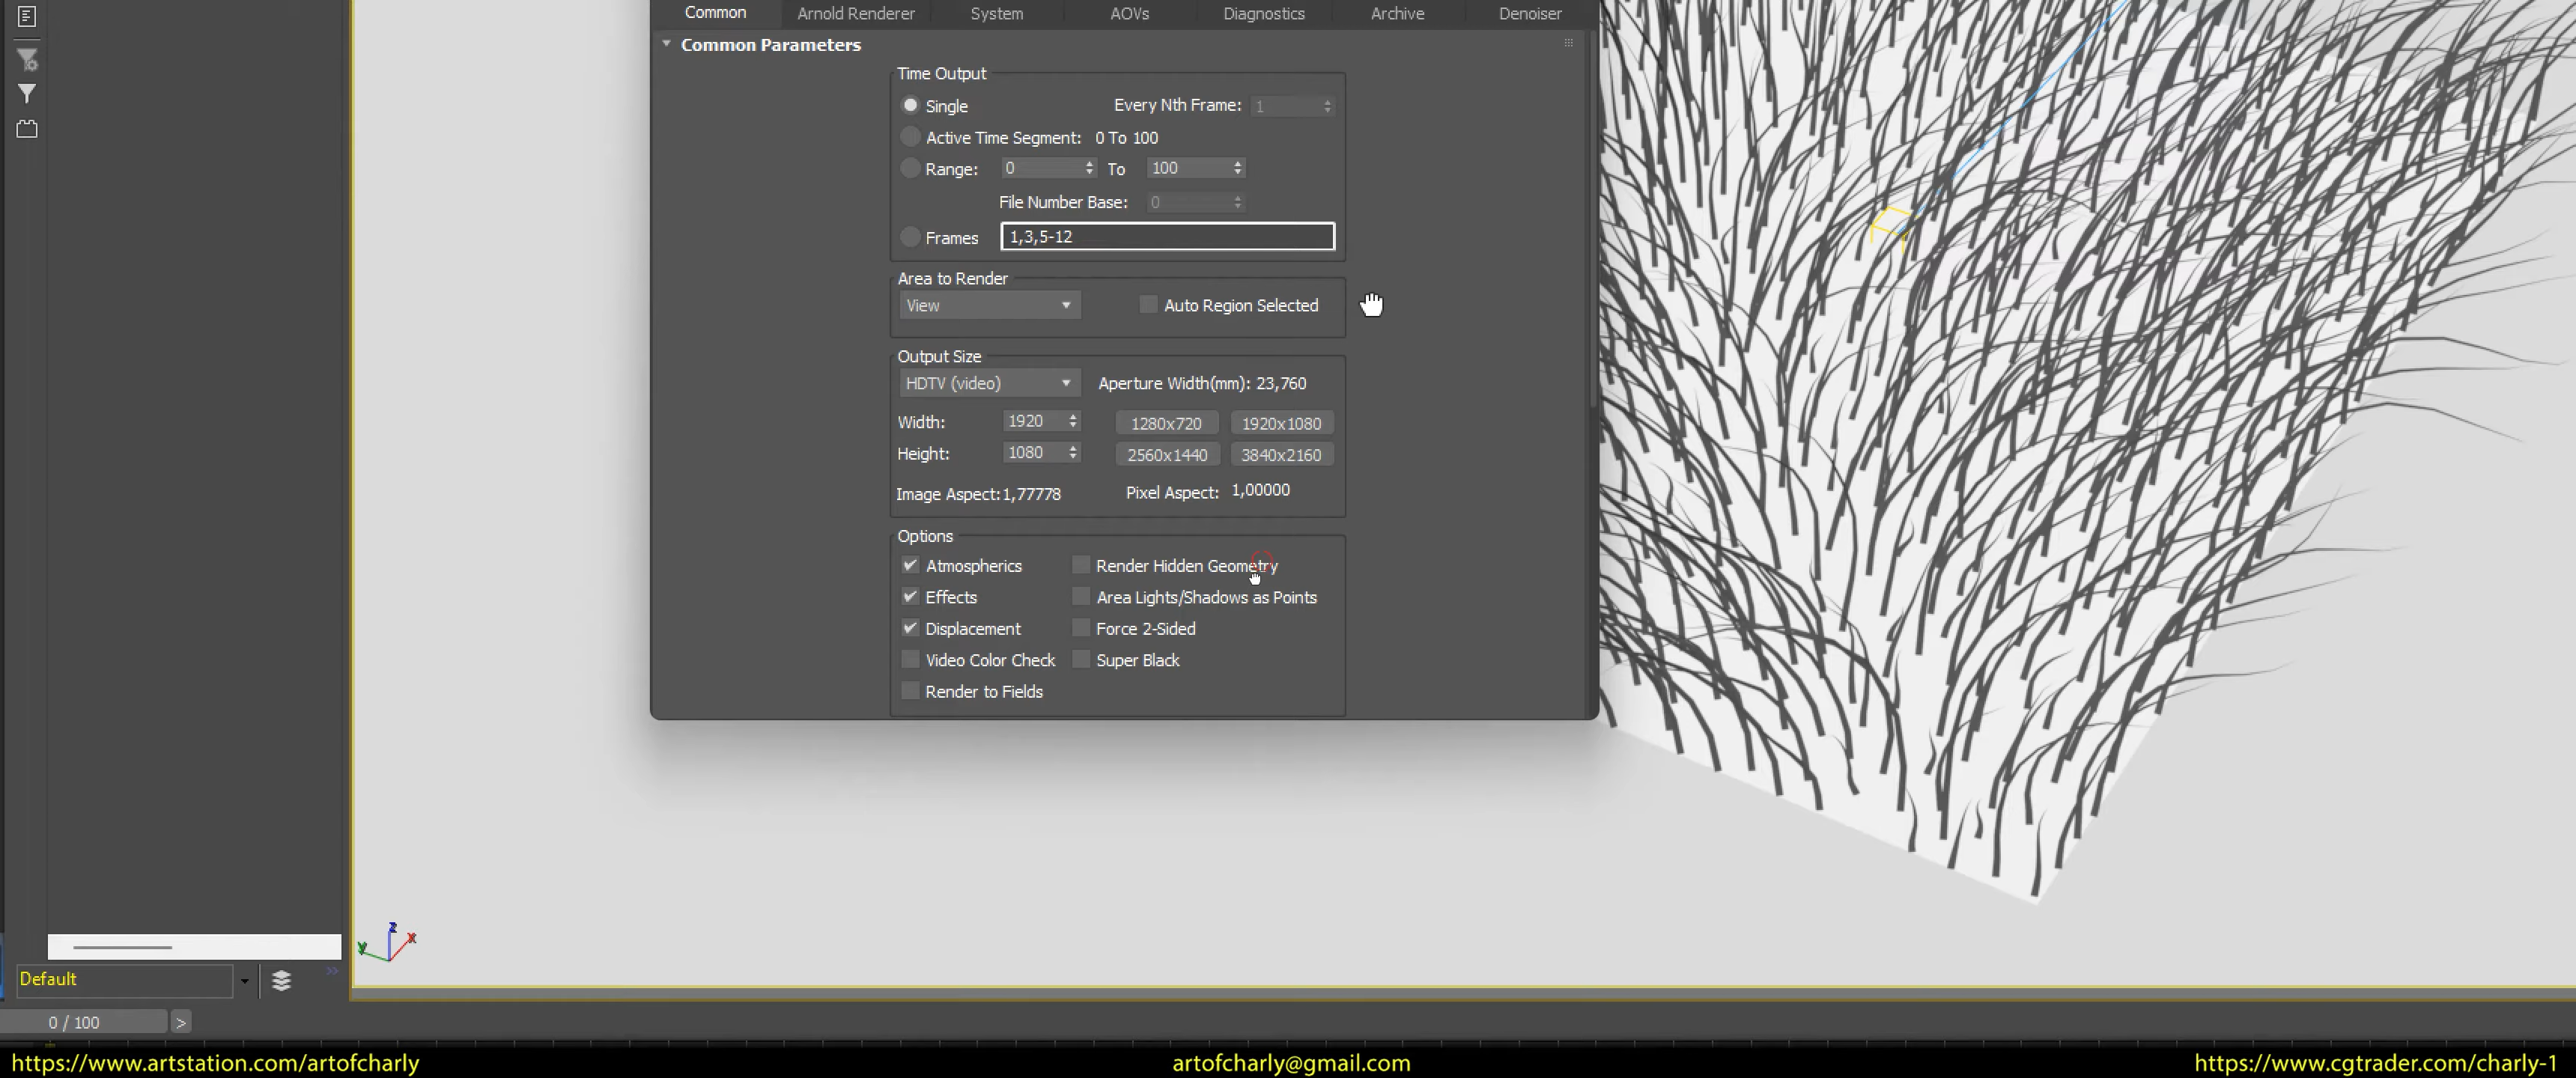 Common Arnold Renderer System AOVs Diagnostics Archive Denoiser
Common Parameters
Time Output
Single Every Nth Frame: 1
Active Time Segment: 0 To 100
Range: 0 To 100
File Number Base: 0
Frames 1,3,5-12
Area to Render
View Auto Region Selected
Output Size
HDTV (video) Aperture Width(mm): 23,760
Width: 1920 1280x720 1920x1080
Height: 1080 2560x1440 3840x2160
Image Aspect:1,77778 Pixel Aspect: 1,00000
Options
Atmospherics Render Hidden Geometry
Effects Area Lights/Shadows as Points
Displacement Force 2-Sided
Video Color Check Super Black
Render to Fields
z
y x
Default »
0 / 100 >
https://www.artstation.com/artofcharly artofcharly@gmail.com https://www.cgtrader.com/charly-1